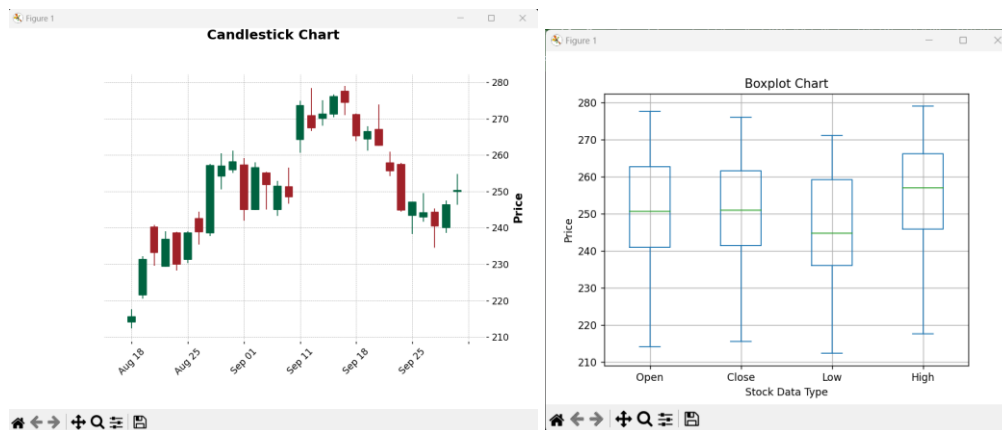 Figure 1
Candlestick Chart
280
270
260
250
240
230
220
210
Price
Aug 18
Aug 25
Sep 01
Sep 11
Sep 18
Sep 25
Figure 1
Boxplot Chart
280
270
260
250
240
230
220
210
Price
Open
Close
Low
High
Stock Data Type